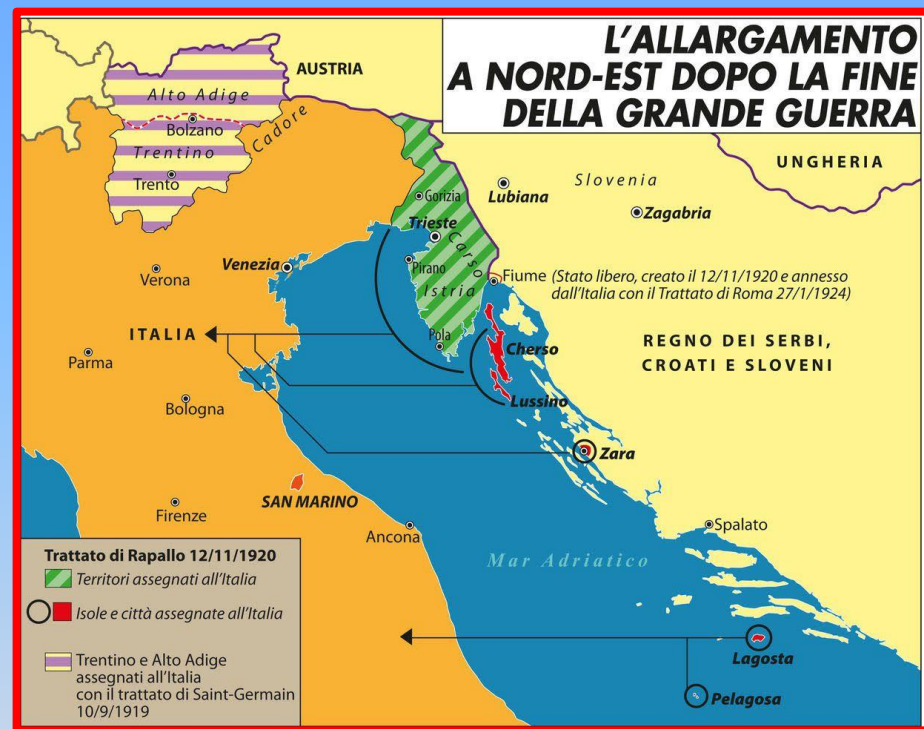 L'ALLARGAMENTO
A NORD-EST DOPO LA FINE
DELLA GRANDE GUERRA
AUSTRIA
Alto Adige
Bolzano
Cadore
Trentino
Trento
UNGHERIA
Slovenia
Lubiana
Zagabria
Gorizia
Trieste
Carso
Pirano
Istria
Venezia
Verona
Fiume (Stato libero, creato il 12/11/1920 e annesso
dall'Italia con il Trattato di Roma 27/1/1924)
ITALIA
Pola
Cherso
REGNO DEI SERBI,
CROATI E SLOVENI
Parma
Lussino
Bologna
Zara
SAN MARINO
Firenze
Ancona
Spalato
Mar Adriatico
Lagosta
Pelagosa
Trattato di Rapallo 12/11/1920
Territori assegnati all'Italia
Isole e città assegnate all'Italia
Trentino e Alto Adige
assegnati all'Italia
con il trattato di Saint-Germain
10/9/1919